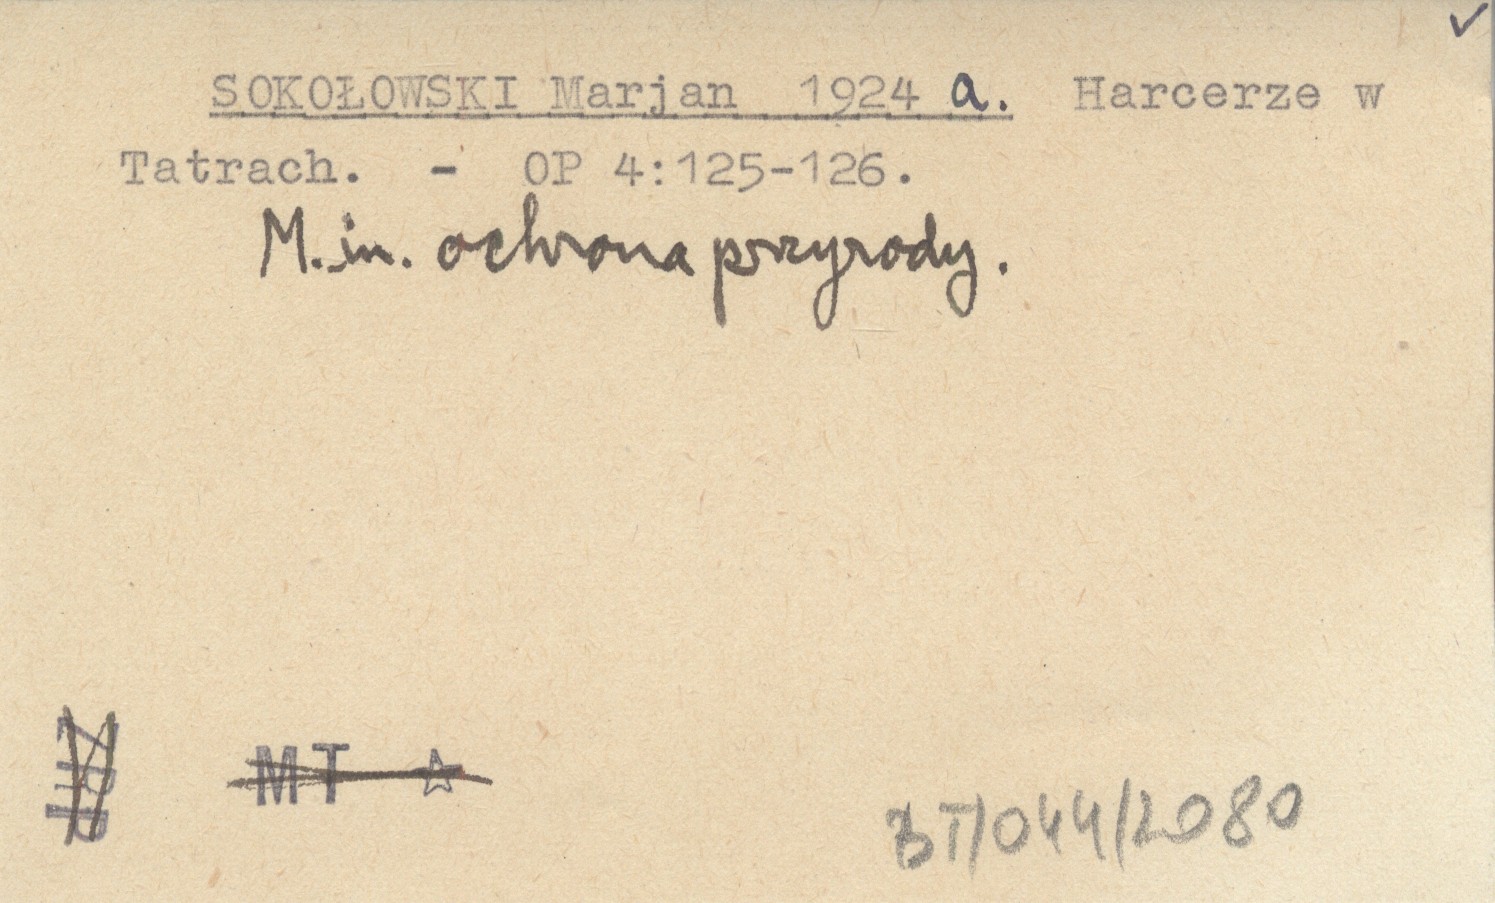 SOKOŁOWSKI Marjan 1924 a. Harcerze w
Tatrach. - OP 4:125-126.
M.in. ochrona przyrody.
MT ☆
BT/044/2080